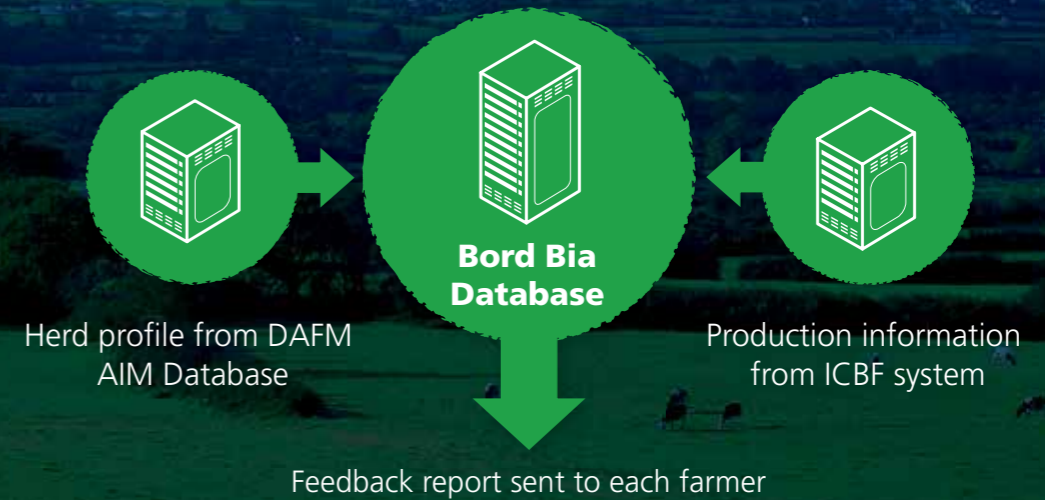 Bord Bia
Database
Herd profile from DAFM
AIM Database
Production information
from ICBF system
Feedback report sent to each farmer